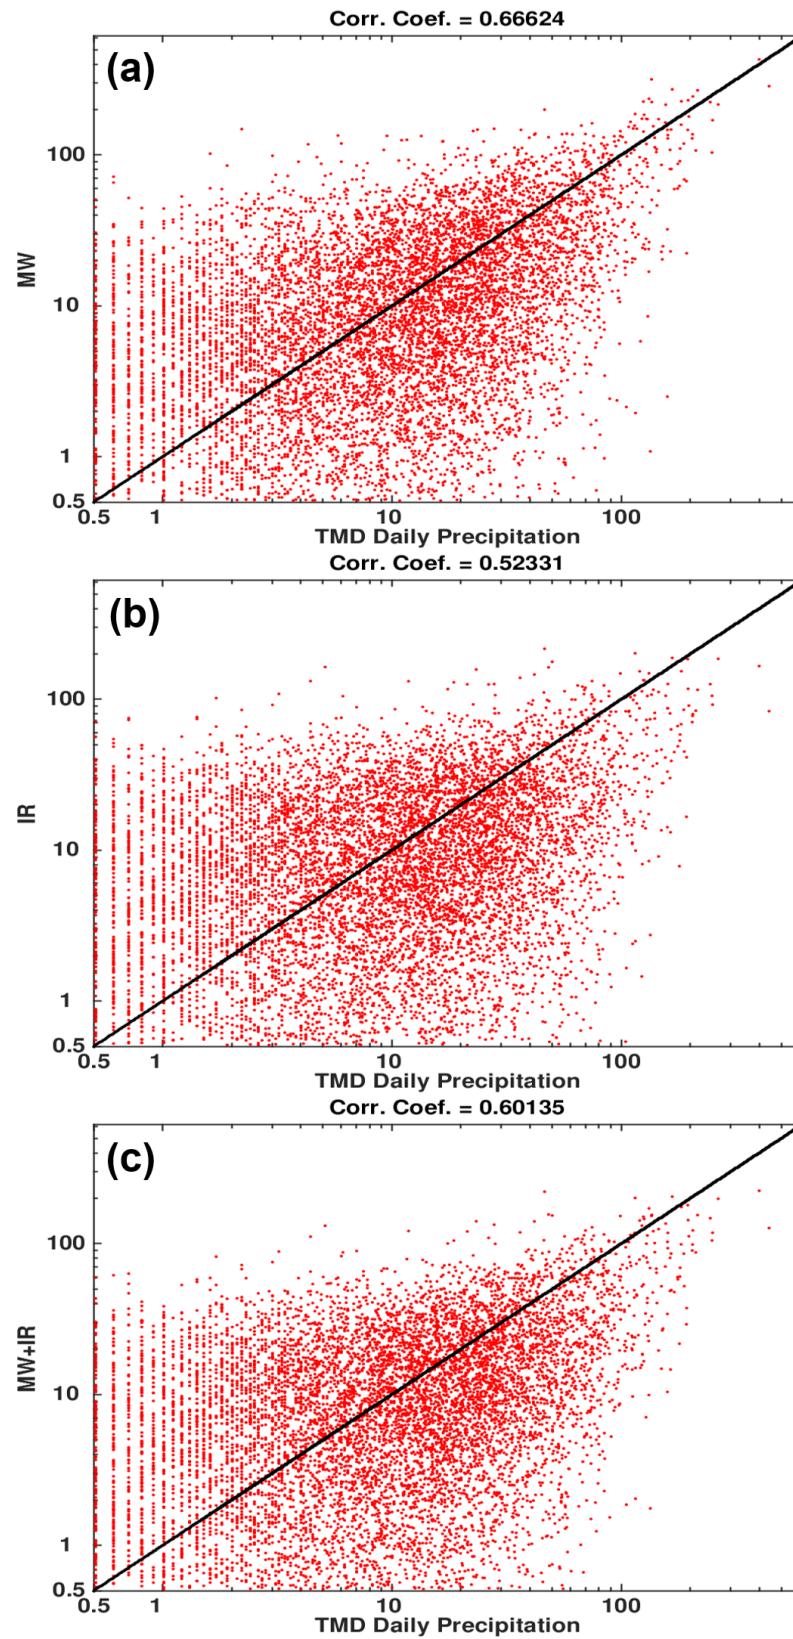 Corr. Coef. = 0.66624
(a)
100
10
1
0.5
MW
0.5 1 10 100
TMD Daily Precipitation
Corr. Coef. = 0.52331
(b)
100
10
1
0.5
IR
0.5 1 10 100
TMD Daily Precipitation
Corr. Coef. = 0.60135
(c)
100
10
1
0.5
MW+IR
0.5 1 10 100
TMD Daily Precipitation